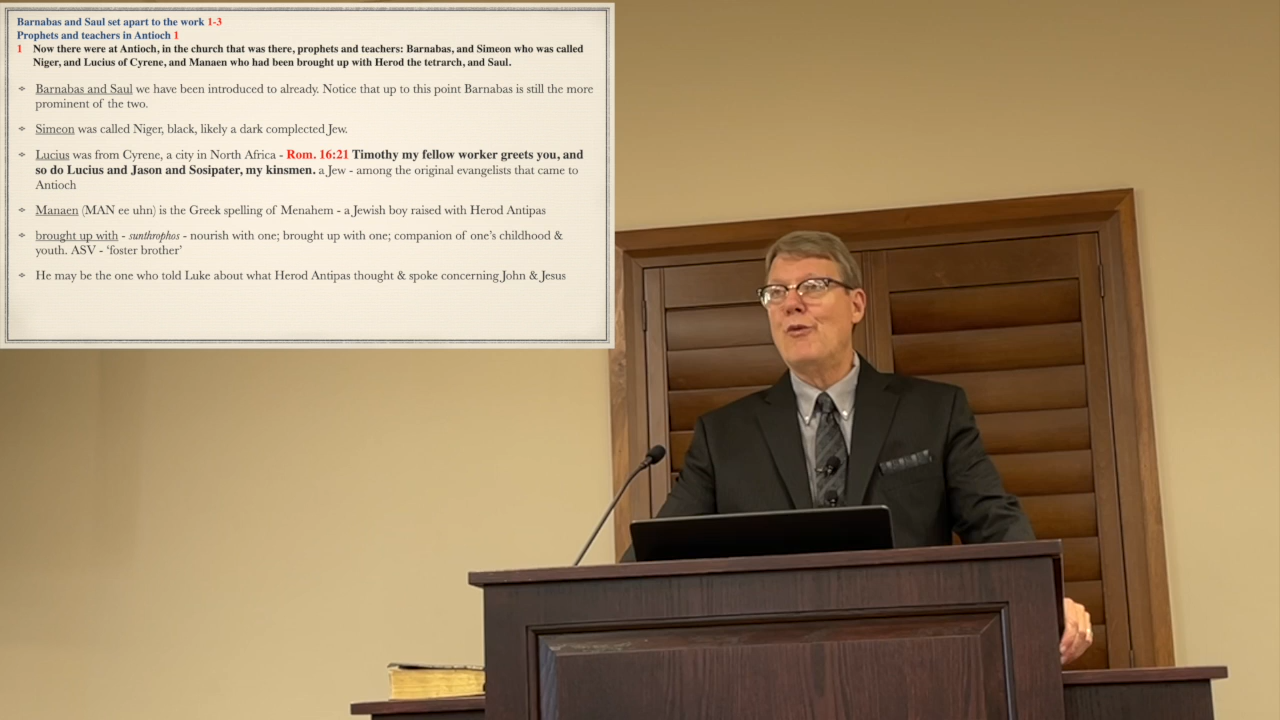 Barnabas and Saul set apart to the work 1-3
Prophets and teachers in Antioch 1
1 Now there were at Antioch, in the church that was there, prophets and teachers: Barnabas, and Simeon who was called
Niger, and Lucius of Cyrene, and Manaen who had been brought up with Herod the tetrarch, and Saul.
Barnabas and Saul we have been introduced to already. Notice that up to this point Barnabas is still the more
prominent of the two.
Simeon was called Niger, black, likely a dark complected Jew.
Lucius was from Cyrene, a city in North Africa - Rom. 16:21 Timothy my fellow worker greets you, and
so do Lucius and Jason and Sosipater, my kinsmen. a Jew - among the original evangelists that came to
Antioch
Manaen (MAN ee uhn) is the Greek spelling of Menahem - a Jewish boy raised with Herod Antipas
brought up with - sunthrophos - nourish with one; brought up with one; companion of one's childhood &
youth. ASV - 'foster brother'
He may be the one who told Luke about what Herod Antipas thought & spoke concerning John & Jesus